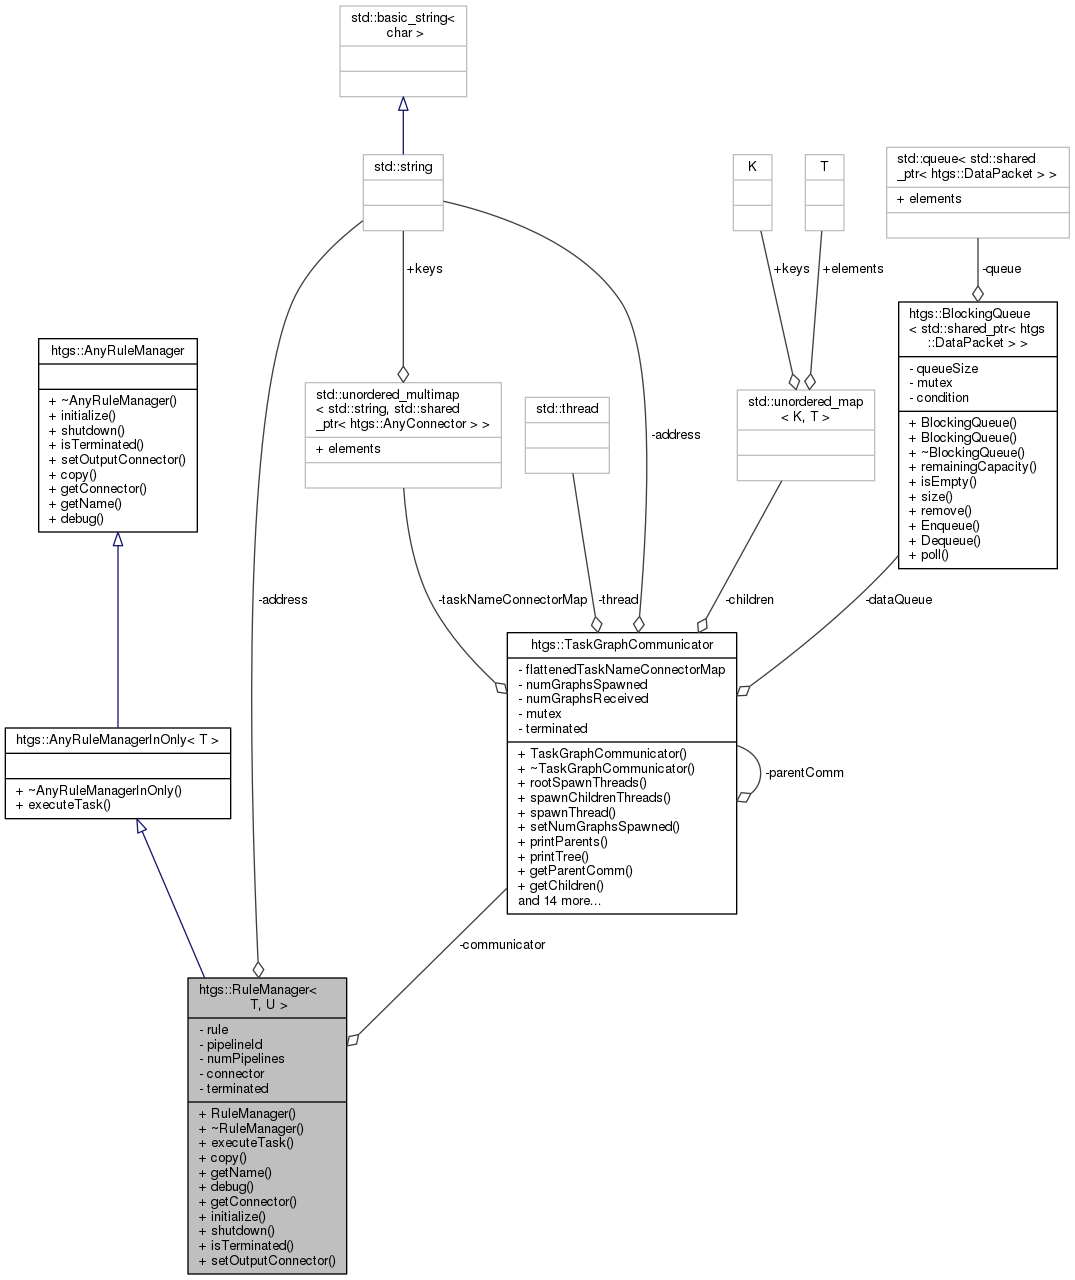 std::basic_string<
char >
std::string
K
T
std::queue< std::shared
_ptr< htgs::DataPacket > >
+ elements
+keys
+keys
+elements
-queue
htgs::BlockingQueue
< std::shared_ptr< htgs
::DataPacket > >
- queueSize
- mutex
- condition
+ BlockingQueue()
+ BlockingQueue()
+ ~BlockingQueue()
+ remainingCapacity()
+ isEmpty()
+ size()
+ remove()
+ Enqueue()
+ Dequeue()
+ poll()
htgs::AnyRuleManager
+ ~AnyRuleManager()
+ initialize()
+ shutdown()
+ isTerminated()
+ setOutputConnector()
+ copy()
+ getConnector()
+ getName()
+ debug()
std::unordered_multimap
< std::string, std::shared
_ptr< htgs::AnyConnector > >
+ elements
std::thread
-address
std::unordered_map
< K, T >
-address
-taskNameConnectorMap
-thread
-children
-dataQueue
htgs::TaskGraphCommunicator
- flattenedTaskNameConnectorMap
- numGraphsSpawned
- numGraphsReceived
- mutex
- terminated
+ TaskGraphCommunicator()
+ ~TaskGraphCommunicator()
+ rootSpawnThreads()
+ spawnChildrenThreads()
+ spawnThread()
+ setNumGraphsSpawned()
+ printParents()
+ printTree()
+ getParentComm()
+ getChildren()
and 14 more...
-parentComm
htgs::AnyRuleManagerInOnly< T >
+ ~AnyRuleManagerInOnly()
+ executeTask()
-communicator
htgs::RuleManager<
T, U >
- rule
- pipelineId
- numPipelines
- connector
- terminated
+ RuleManager()
+ ~RuleManager()
+ executeTask()
+ copy()
+ getName()
+ debug()
+ getConnector()
+ initialize()
+ shutdown()
+ isTerminated()
+ setOutputConnector()